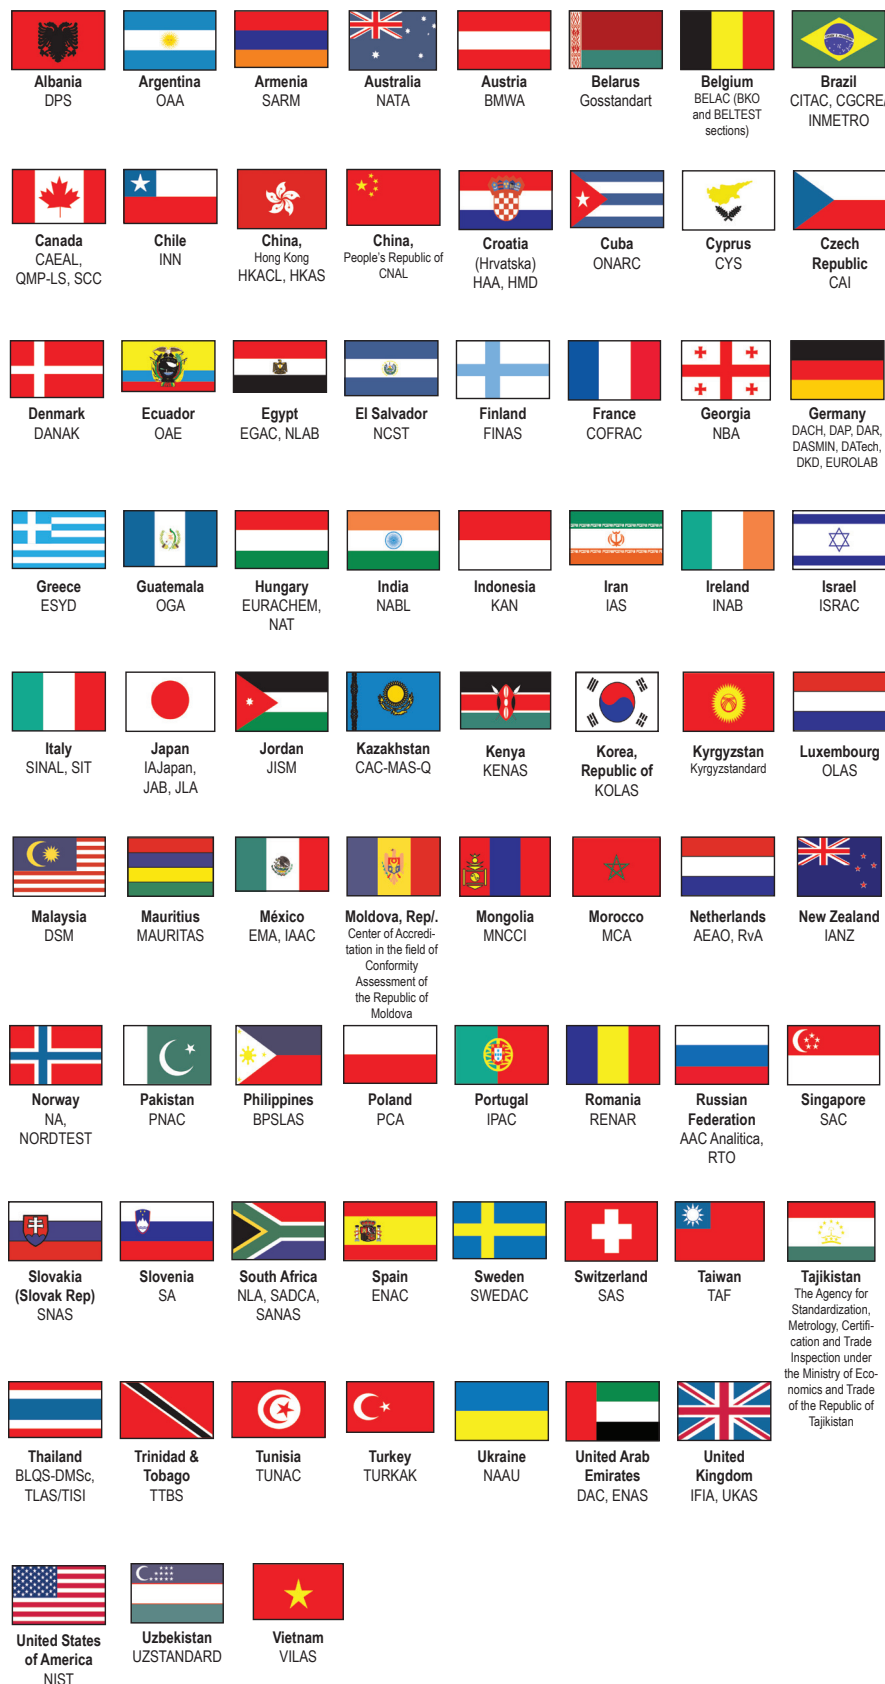 Albania
DPS
Argentina
OAA
Armenia
SARM
Australia
NATA
Austria
BMWA
Belarus
Gosstandart
Belgium
BELAC (BKO
and BELTEST
sections)
Brazil
CITAC, CGCRE/
INMETRO
Canada
CAEAL,
QMP-LS, SCC
Chile
INN
China,
Hong Kong
HKACL, HKAS
China,
People's Republic of
CNAL
Croatia
(Hrvatska)
HAA, HMD
Cuba
ONARC
Cyprus
CYS
Czech
Republic
CAI
Denmark
DANAK
Ecuador
OAE
Egypt
EGAC, NLAB
El Salvador
NCST
Finland
FINAS
France
COFRAC
Georgia
NBA
Germany
DACH, DAP, DAR,
DASMIN, DATech,
DKD, EUROLAB
Greece
ESYD
Guatemala
OGA
Hungary
EURACHEM,
NAT
India
NABL
Indonesia
KAN
Iran
IAS
Ireland
INAB
Israel
ISRAC
Italy
SINAL, SIT
Japan
IAJapan,
JAB, JLA
Jordan
JISM
Kazakhstan
CAC-MAS-Q
Kenya
KENAS
Korea,
Republic of
KOLAS
Kyrgyzstan
Kyrgyzstandard
Luxembourg
OLAS
Malaysia
DSM
Mauritius
MAURITAS
México
EMA, IAAC
Moldova, Rep/.
Center of Accredi-
tation in the field of
Conformity
Assessment of
the Republic of
Moldova
Mongolia
MNCCI
Morocco
MCA
Netherlands
AEAO, RvA
New Zealand
IANZ
Norway
NA,
NORDTEST
Pakistan
PNAC
Philippines
BPSLAS
Poland
PCA
Portugal
IPAC
Romania
RENAR
Russian
Federation
AAC Analitica,
RTO
Singapore
SAC
Slovakia
(Slovak Rep)
SNAS
Slovenia
SA
South Africa
NLA, SADCA,
SANAS
Spain
ENAC
Sweden
SWEDAC
Switzerland
SAS
Taiwan
TAF
Tajikistan
The Agency for
Standardization,
Metrology, Certifi-
cation and Trade
Inspection under
the Ministry of Eco-
nomics and Trade
of the Republic of
Tajikistan
Thailand
BLQS-DMSc,
TLAS/TISI
Trinidad &
Tobago
TTBS
Tunisia
TUNAC
Turkey
TURKAK
Ukraine
NAAU
United Arab
Emirates
DAC, ENAS
United
Kingdom
IFIA, UKAS
United States
of America
NIST
Uzbekistan
UZSTANDARD
Vietnam
VILAS